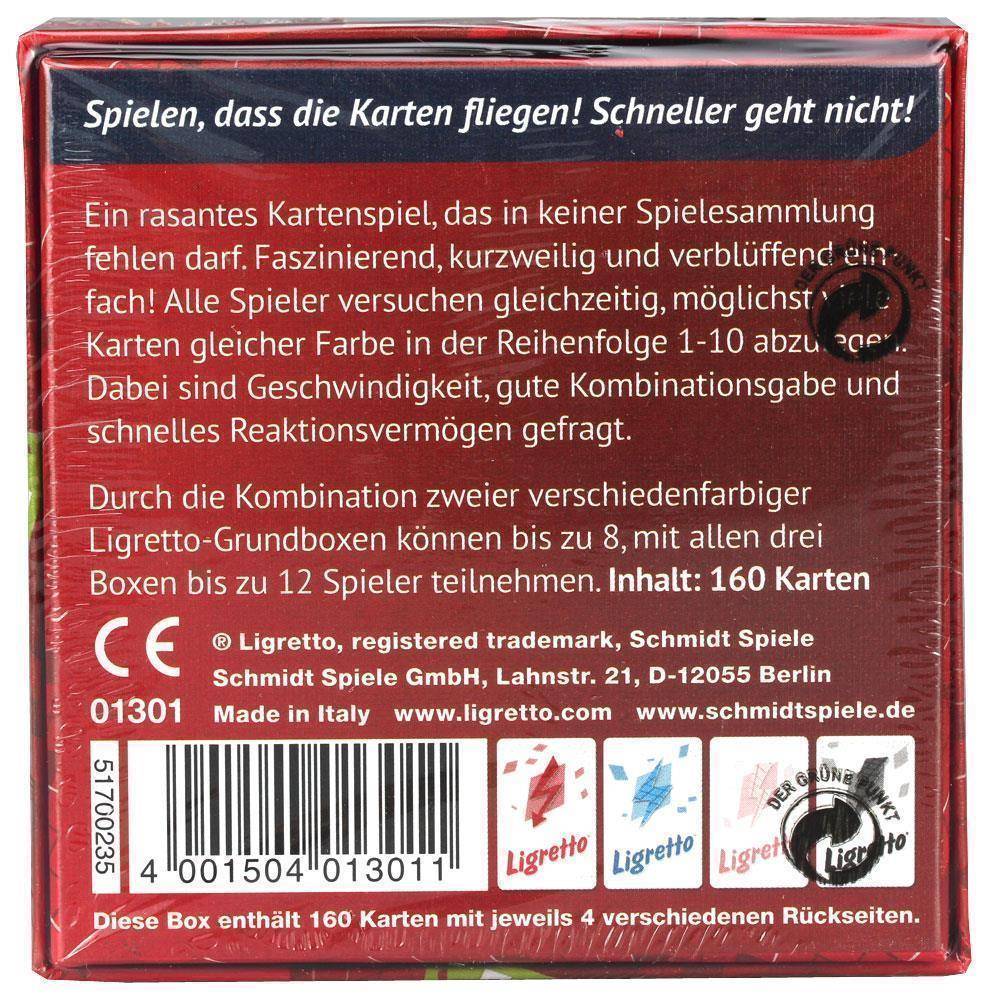 Spielen, dass die Karten fliegen! Schneller geht nicht!
Ein rasantes Kartenspiel, das in keiner Spielesammlung
fehlen darf. Faszinierend, kurzweilig und verblüffend ein-
fach! Alle Spieler versuchen gleichzeitig, möglichst viele
Karten gleicher Farbe in der Reihenfolge 1-10 abzulegen.
Dabei sind Geschwindigkeit, gute Kombinationsgabe und
schnelles Reaktionsvermögen gefragt.
DER GRÜNE PUNKT
Durch die Kombination zweier verschiedenfarbiger
Ligretto-Grundboxen können bis zu 8, mit allen drei
Boxen bis zu 12 Spieler teilnehmen. Inhalt: 160 Karten
CE
® Ligretto, registered trademark, Schmidt Spiele
Schmidt Spiele GmbH, Lahnstr. 21, D-12055 Berlin
01301 Made in Italy www.ligretto.com www.schmidtspiele.de
517000235
4 001504 013011
Ligretto
Ligretto
Ligretto
Ligretto
DER GRÜNE PUNKT
Diese Box enthält 160 Karten mit jeweils 4 verschiedenen Rückseiten.